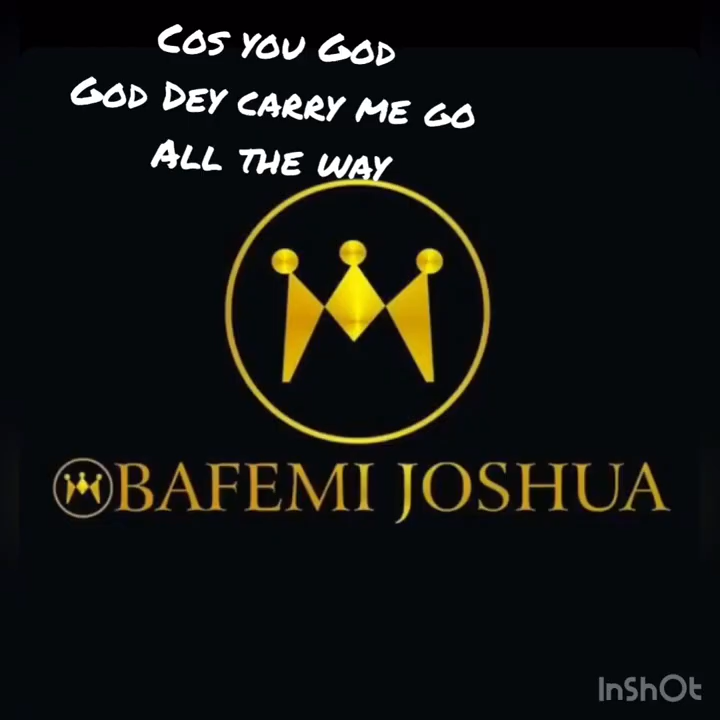 Cos you God
God Dey carry me go
All the way
OBAFEMI JOSHUA
InShOt